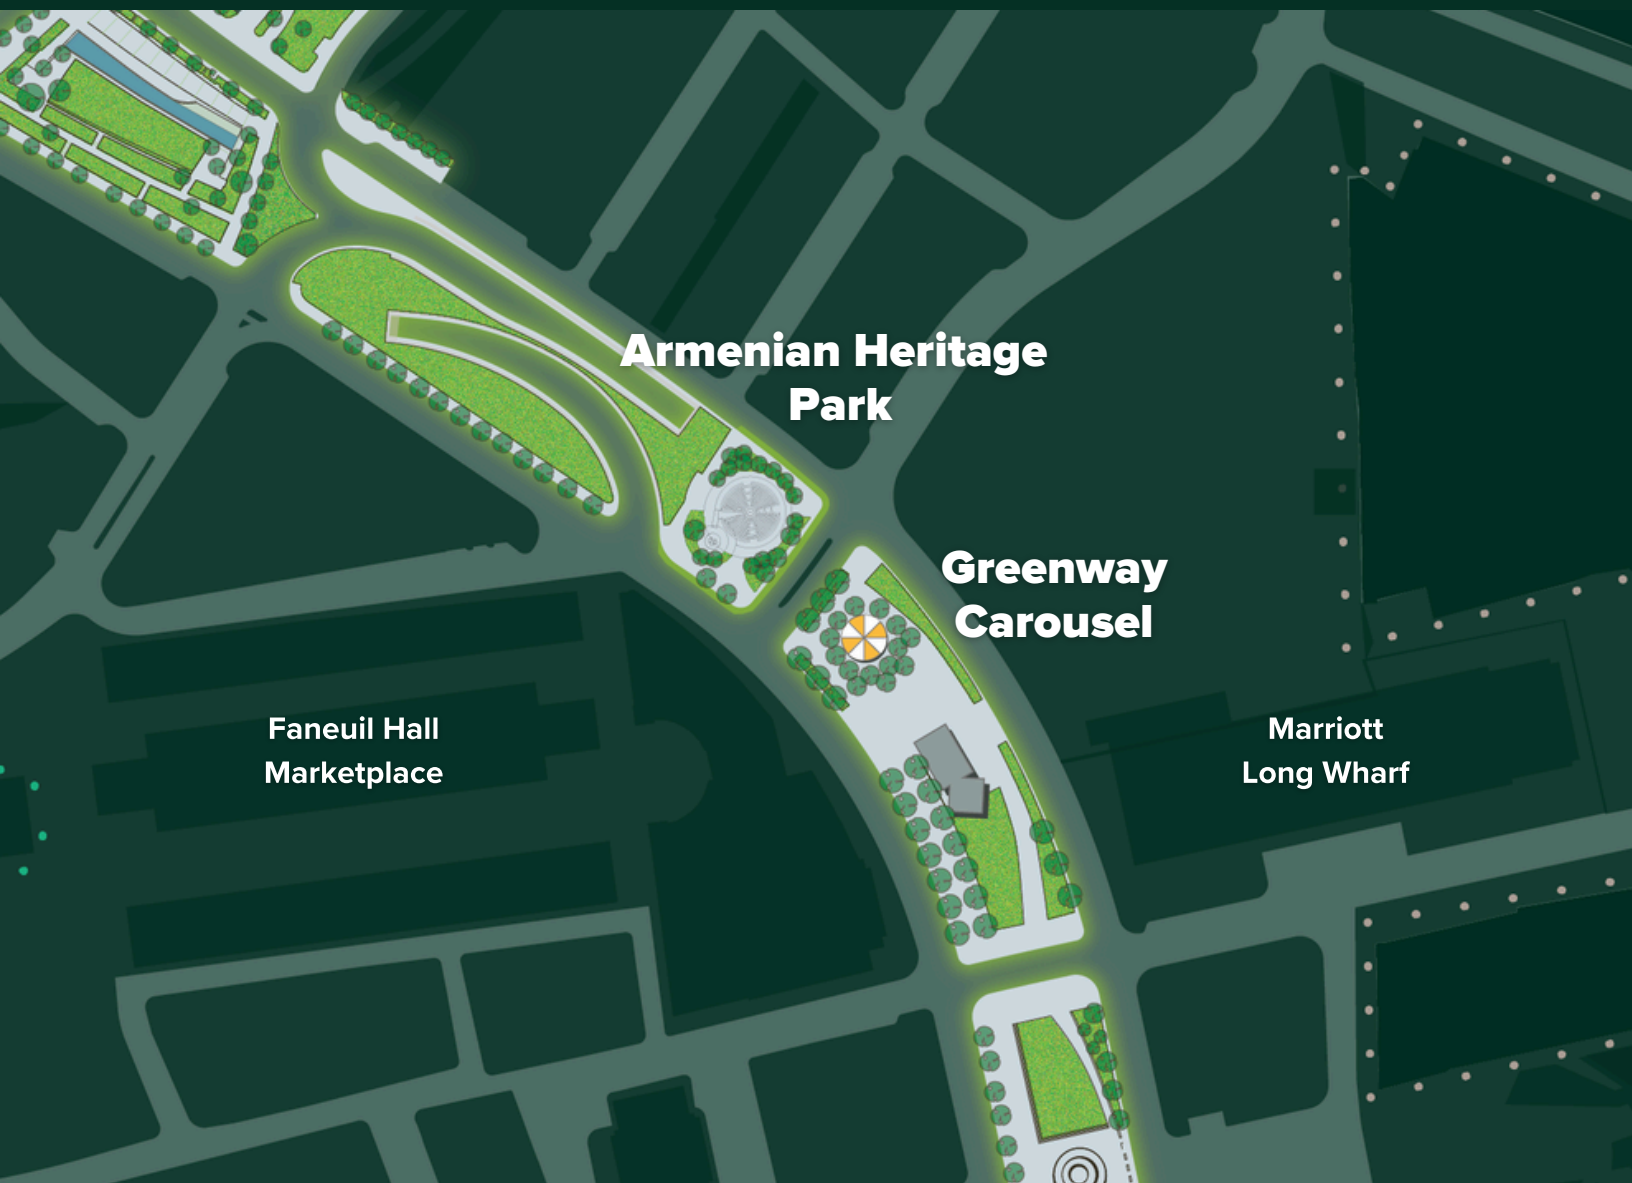 Armenian Heritage
Park
Greenway
Carousel
Faneuil Hall
Marketplace
Marriott
Long Wharf